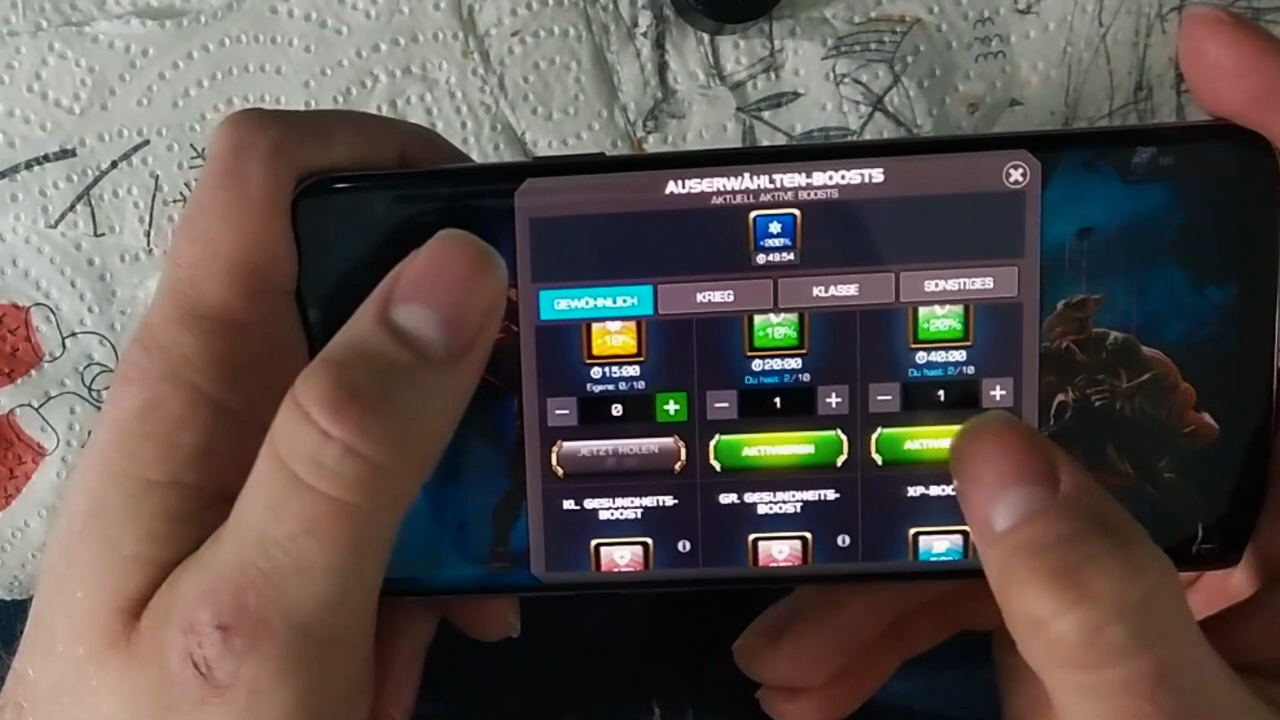 AUSERWÄHLTEN-BOOSTS
AKTUELL AKTIVE BOOSTS
+200%
49:54
GEWÖHNLICH
KRIEG
KLASSE
SONSTIGES
+10%
+10%
+20%
15:00
20:00
40:00
Eigene: 0/10
Du hast: 2/10
Du hast: 2/10
0
1
1
JETZT HOLEN
AKTIVIEREN
KL. GESUNDHEITS-
BOOST
GR. GESUNDHEITS-
BOOST